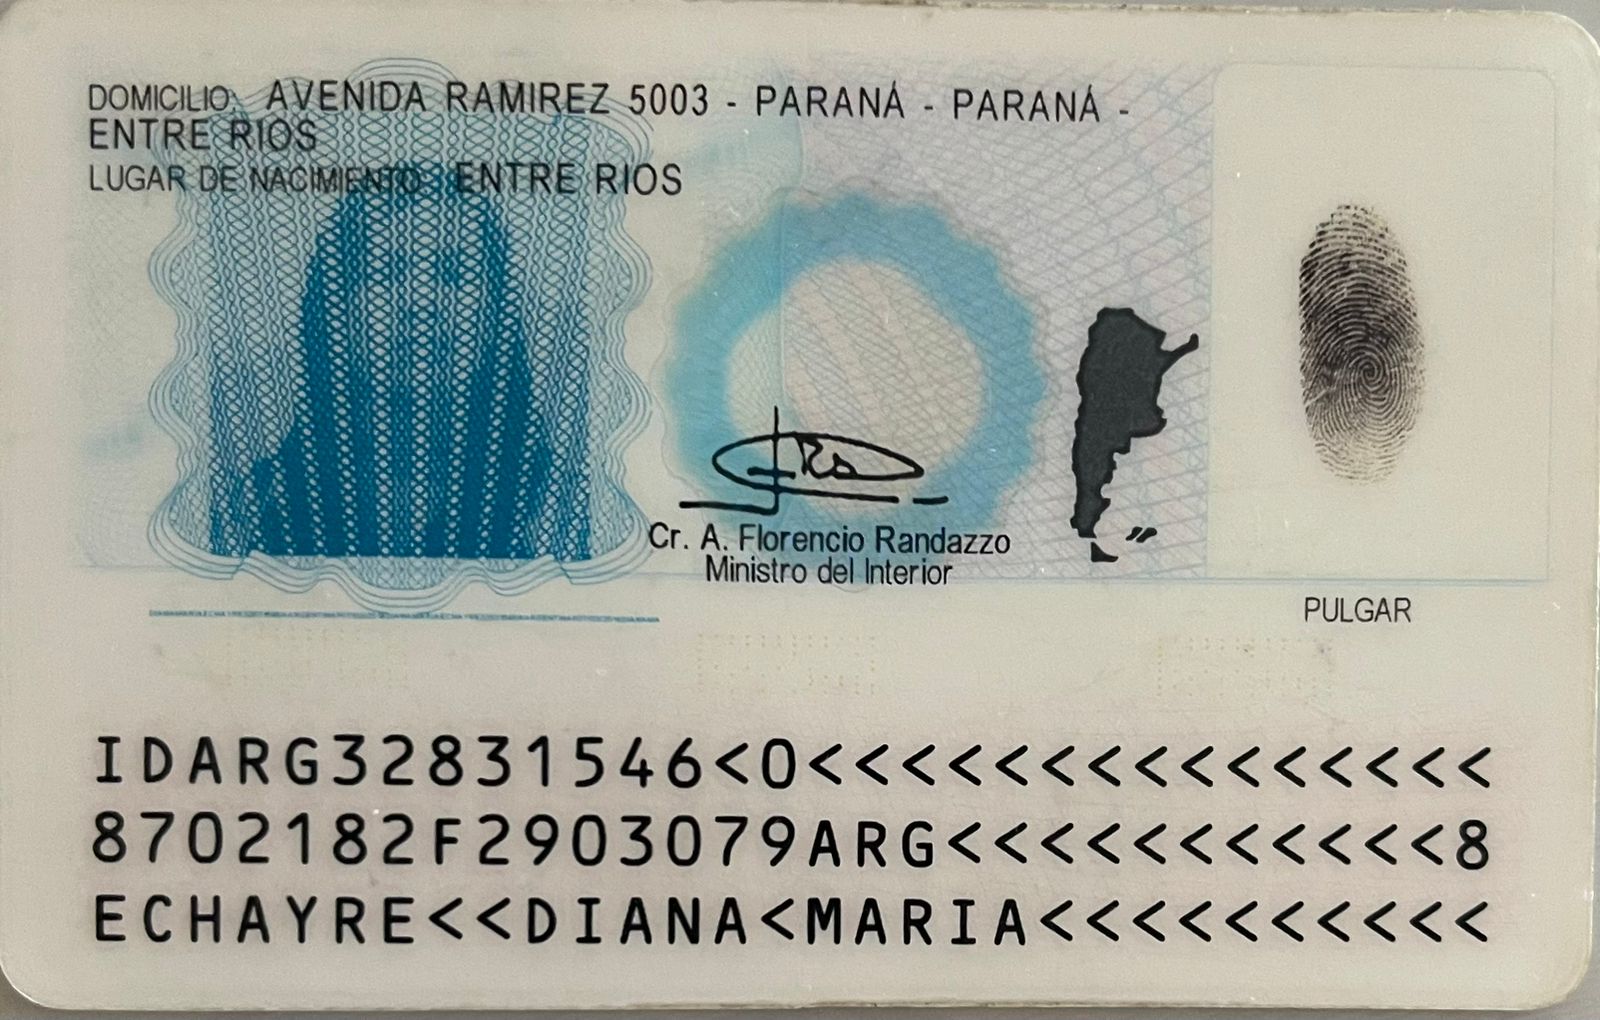 DOMICILIO: AVENIDA RAMIREZ 5003 - PARANÁ - PARANÁ -
ENTRE RIOS
LUGAR DE NACIMIENTO: ENTRE RIOS
Cr. A. Florencio Randazzo
Ministro del Interior
PULGAR
IDARG32831546<0<<<<<<<<<<<<<<<
8702182F2903079ARG<<<<<<<<<<<8
ECHAYRE<<DIANA<MARIA<<<<<<<<<<